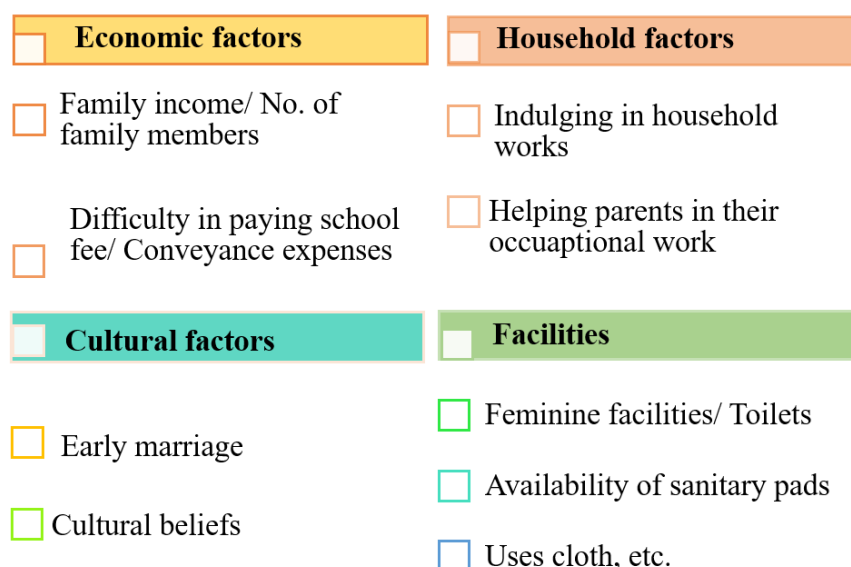 Economic factors
Family income/ No. of
family members
Difficulty in paying school
fee/ Conveyance expenses
Household factors
Indulging in household
works
Helping parents in their
occuaptional work
Cultural factors
Early marriage
Cultural beliefs
Facilities
Feminine facilities/ Toilets
Availability of sanitary pads
Uses cloth, etc.